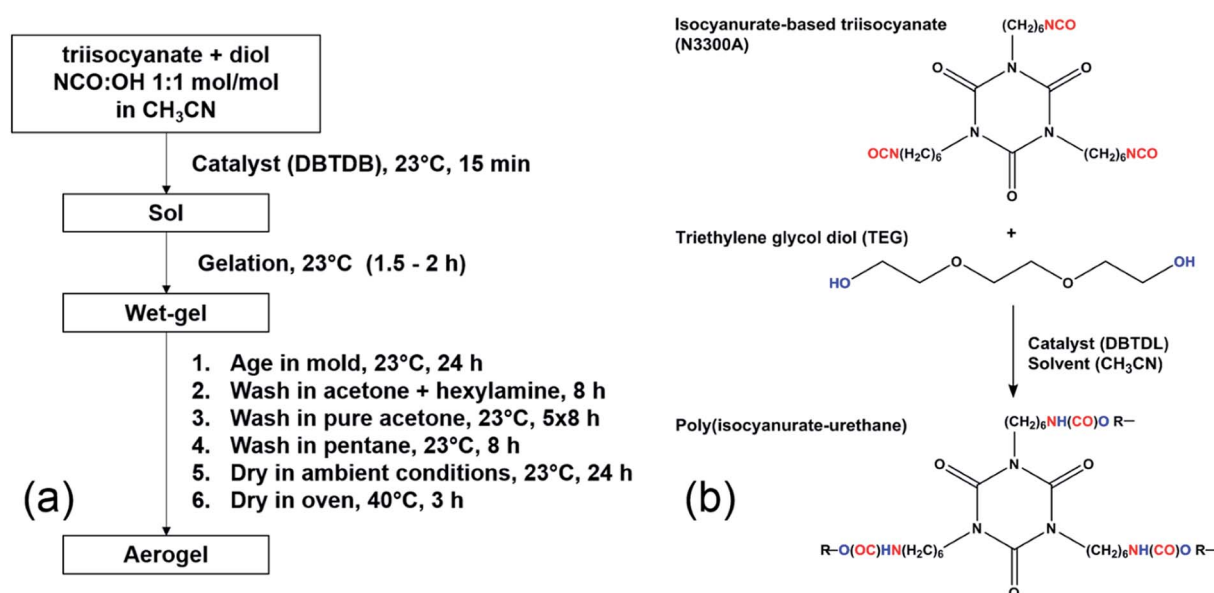 triisocyanate + diol
NCO:OH 1:1 mol/mol
in CH₃CN
Catalyst (DBTDB), 23°C, 15 min
Sol
Gelation, 23°C (1.5 - 2 h)
Wet-gel
1. Age in mold, 23°C, 24 h
2. Wash in acetone + hexylamine, 8 h
3. Wash in pure acetone, 23°C, 5x8 h
4. Wash in pentane, 23°C, 8 h
5. Dry in ambient conditions, 23°C, 24 h
6. Dry in oven, 40°C, 3 h
(a)
Aerogel
Isocyanurate-based triisocyanate
(N3300A)
(CH₂)₆NCO
O N O
N N
OCN(H₂C)₆ (CH₂)₆NCO
O
O
+
Triethylene glycol diol (TEG)
O OH
HO O
Catalyst (DBTDL)
Solvent (CH₃CN)
Poly(isocyanurate-urethane)
(CH₂)₆NH(CO)O R–
O N O
(b)
N N
R–O(OC)HN(H₂C)₆ (CH₂)₆NH(CO)O R–
O
O